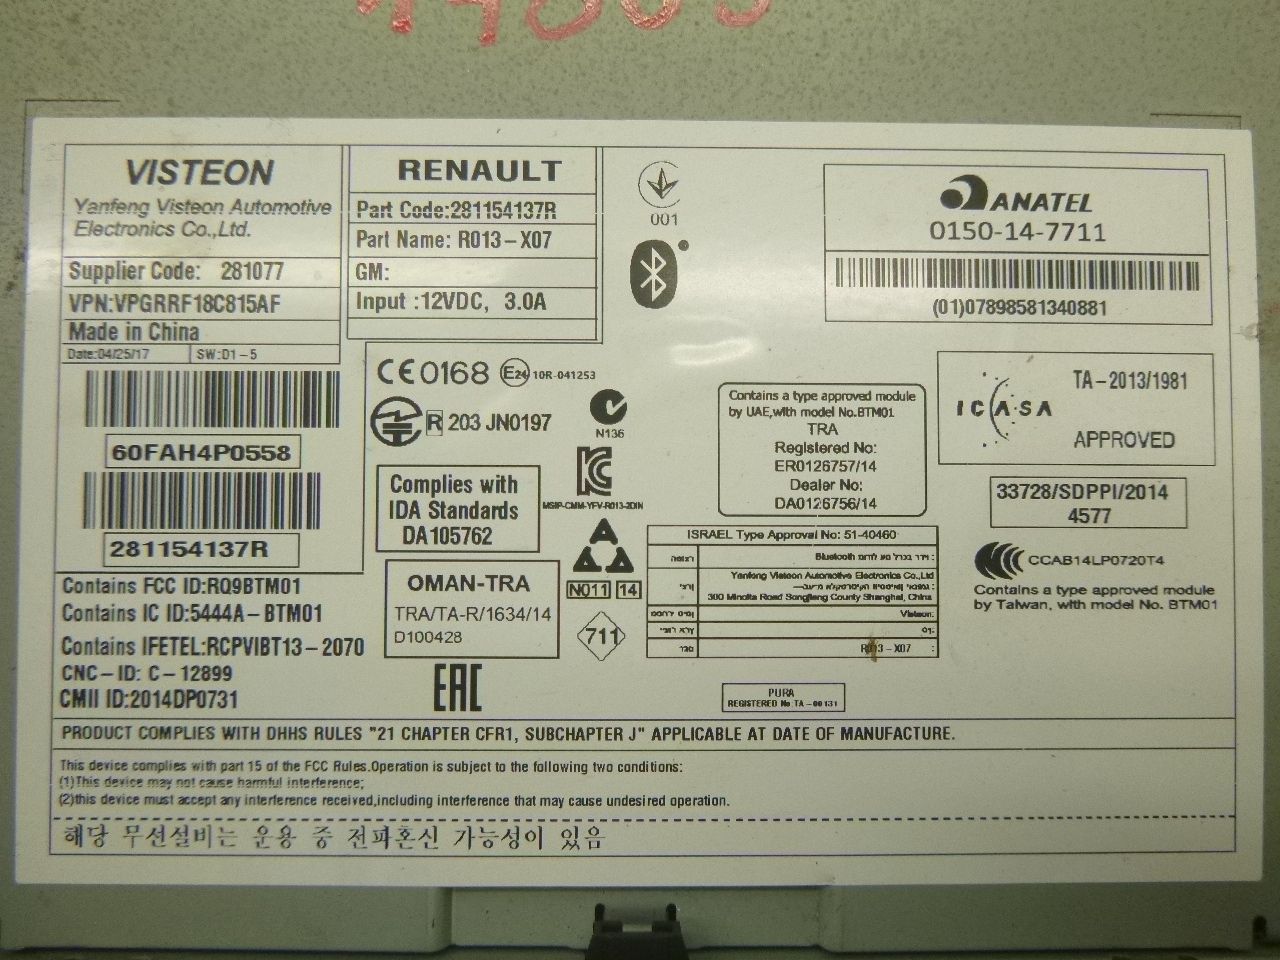 VISTEON
Yanfeng Visteon Automotive
Electronics Co.,Ltd.
Supplier Code: 281077
VPN:VPGRRF18C815AF
Made in China
Date:04/25/17 SW:D1-5
60FAH4P0558
281154137R
RENAULT
Part Code:281154137R
Part Name: R013-X07
GM:
Input :12VDC, 3.0A
001
ANATEL
0150-14-7711
(01)07898581340881
CE0168 E24 10R-041253
R 203 JN0197
N136
Complies with
IDA Standards
DA105762
MSIP-CMM-YFV-R013-2DIN
Contains a type approved module
by UAE,with model No.BTM01
TRA
Registered No:
ER0126757/14
Dealer No:
DA0126756/14
ICASA
TA-2013/1981
APPROVED
33728/SDPPI/2014
4577
CCAB14LP0720T4
Contains a type approved module
by Taiwan, with model No. BTM01
OMAN-TRA
TRA/TA-R/1634/14
D100428
N011 14
711
ISRAEL Type Approval No: 51-40460
Bluetooth
Yanfeng Visteon Automotive Electronics Co.,Ltd
300 Minolta Road Songjiang County Shanghai, China
Visteon:
R013-X07
PURA
REGISTERED No.TA-00131
Contains FCC ID:RQ9BTM01
Contains IC ID:5444A-BTM01
Contains IFETEL:RCPVIBT13-2070
CNC-ID: C-12899
CMII ID:2014DP0731
EAC
PRODUCT COMPLIES WITH DHHS RULES "21 CHAPTER CFR1, SUBCHAPTER J" APPLICABLE AT DATE OF MANUFACTURE.
This device complies with part 15 of the FCC Rules.Operation is subject to the following two conditions:
(1)This device may not cause harmful interference;
(2)this device must accept any interference received,including interference that may cause undesired operation.
해당 무선설비는 운용 중 전파혼신 가능성이 있음